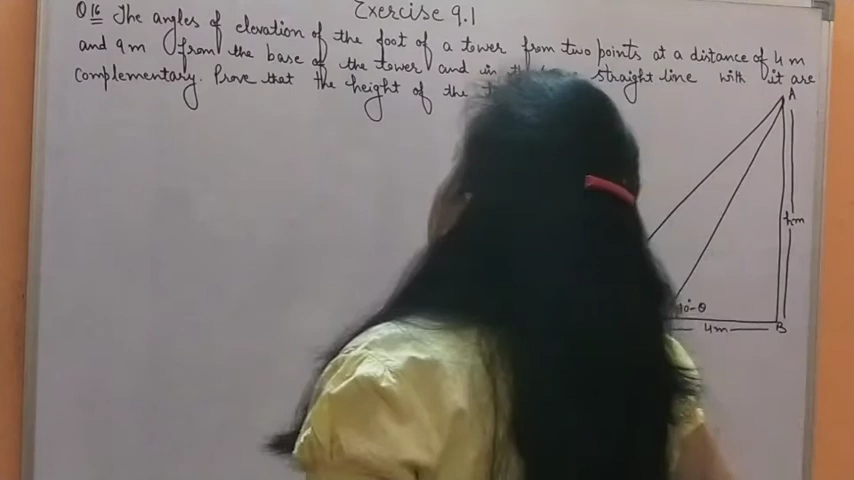 Exercise 9.1
Q16 The angles of elevation of the foot of a tower from two points at a distance of 4 m
and 9 m from the base of the tower and in straight line with it are
complementary. Prove that the height of the
A
hm
90°-θ
4m
B